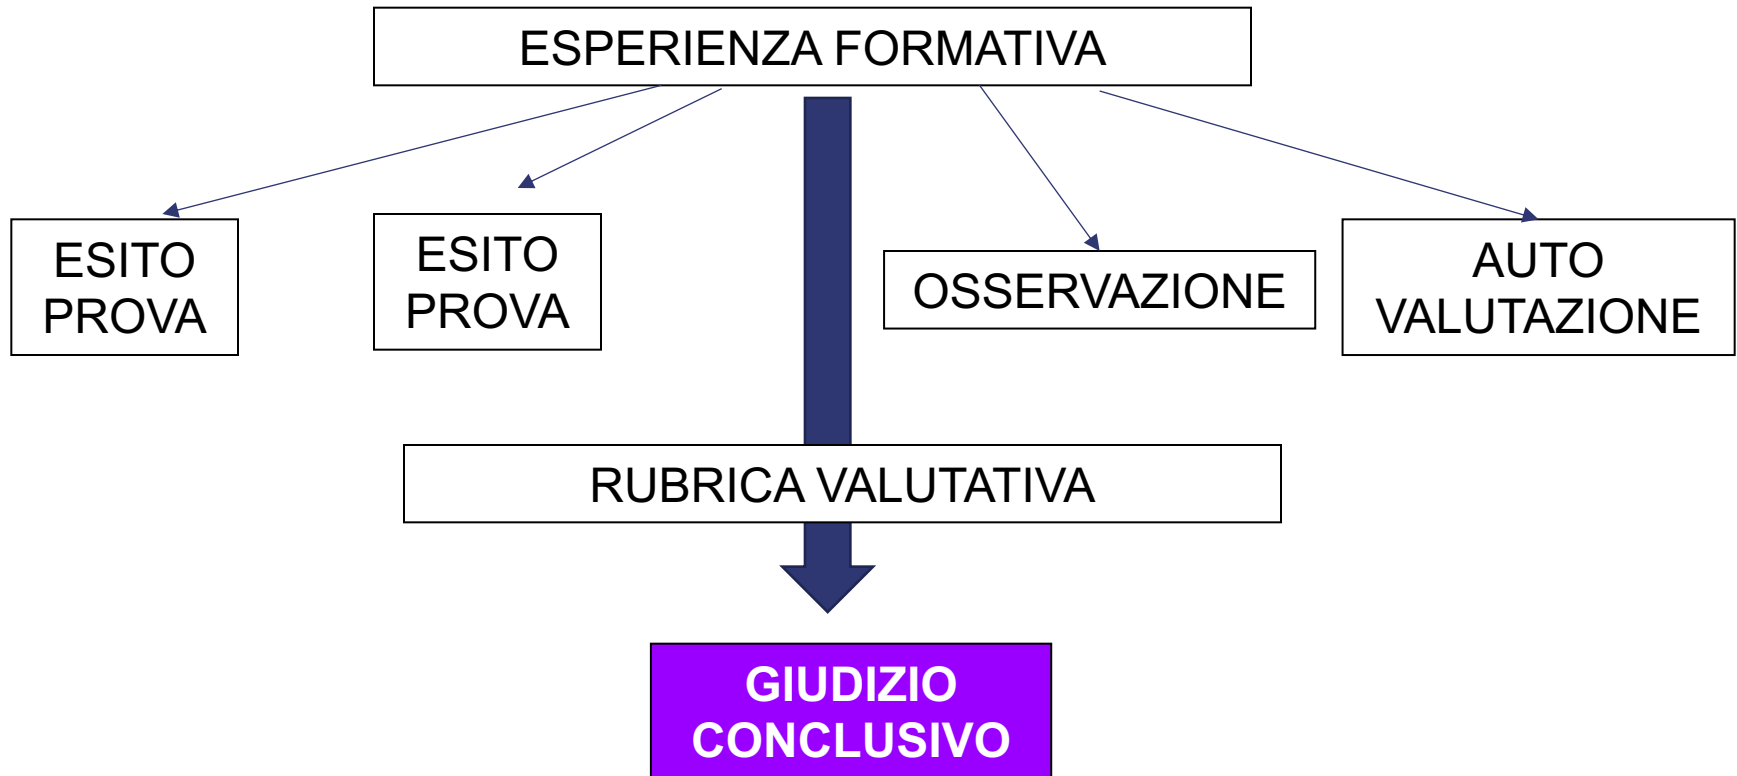 ESPERIENZA FORMATIVA
ESITO
PROVA
ESITO
PROVA
OSSERVAZIONE
AUTO
VALUTAZIONE
RUBRICA VALUTATIVA
GIUDIZIO
CONCLUSIVO